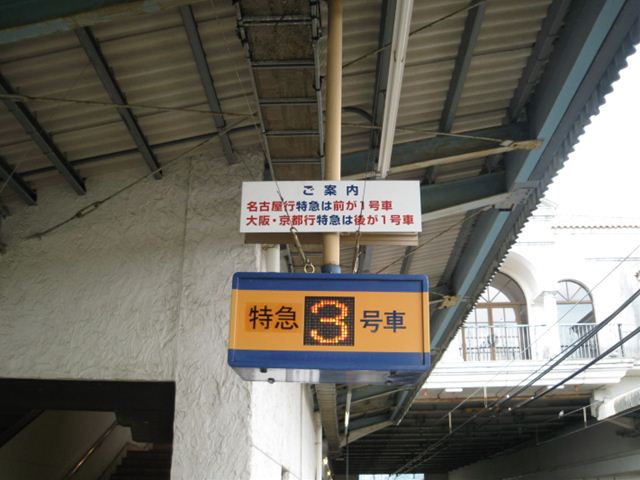 ご案内
名古屋行特急は前が1号車
大阪・京都行特急は後が1号車
特急 3 号車